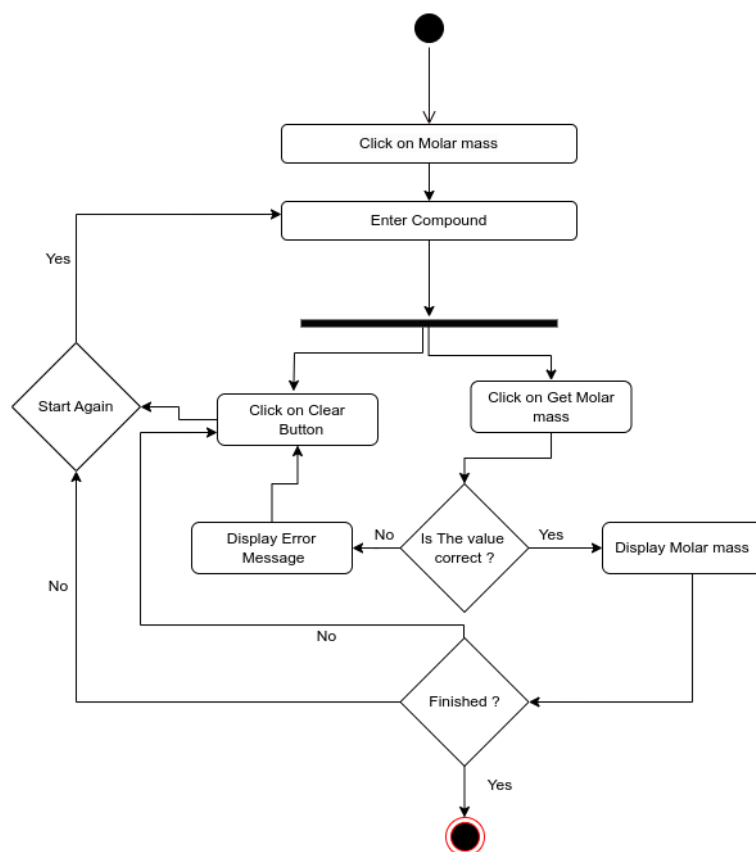 Click on Molar mass
Enter Compound
Yes
Start Again
Click on Clear
Button
Click on Get Molar
mass
Display Error
Message
No
Is The value
correct ?
Yes
Display Molar mass
No
No
Finished ?
Yes